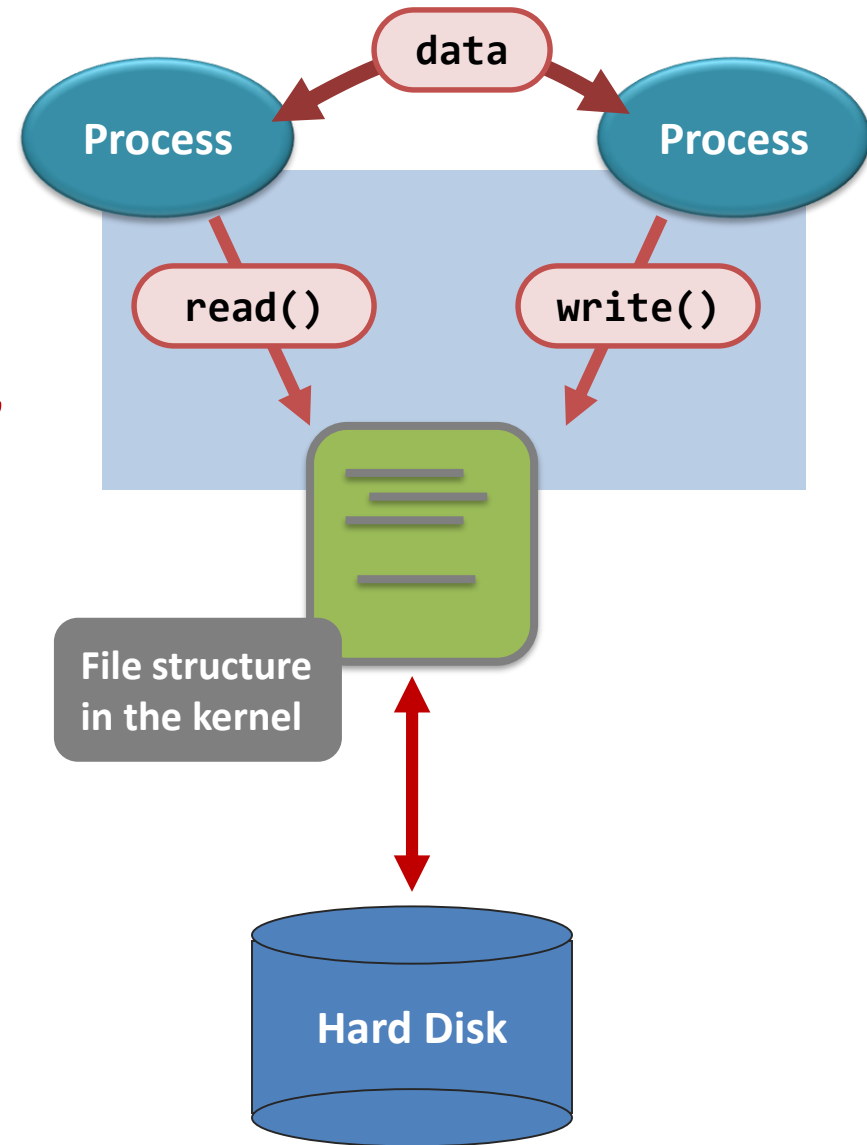 data
Process
Process
read()
write()
File structure
in the kernel
Hard Disk